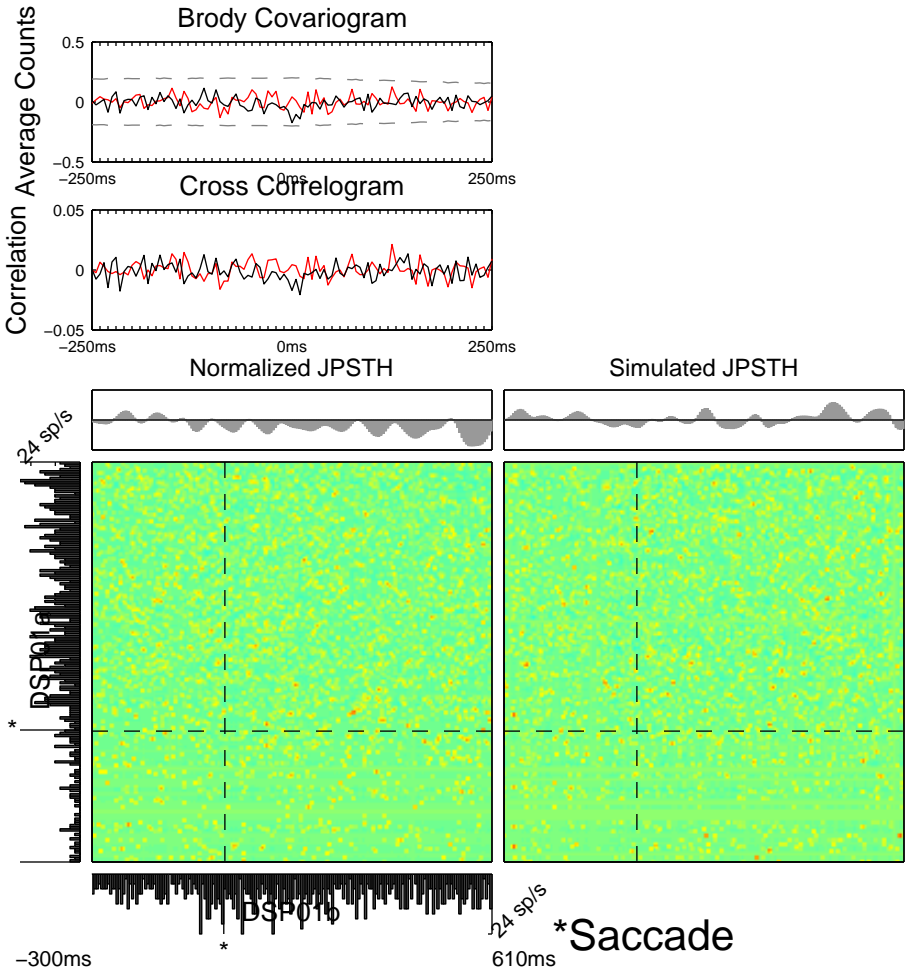 Brody Covariogram
Average Counts
0.5
0
−0.5
−250ms
0ms
250ms
Cross Correlogram
Correlation
0.05
0
−0.05
−250ms
0ms
250ms
Normalized JPSTH
Simulated JPSTH
24 sp/s
*
DSP01b
24 sp/s
*
*Saccade
−300ms
610ms